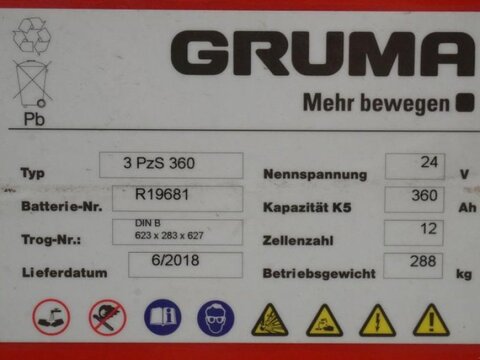 GRUMA
Mehr bewegen
Pb
Typ 3 PzS 360 Nennspannung 24 V
Batterie-Nr. R19681 Kapazität K5 360 Ah
Trog-Nr.: DIN B 623 x 283 x 627 Zellenzahl 12
Lieferdatum 6/2018 Betriebsgewicht 288 kg